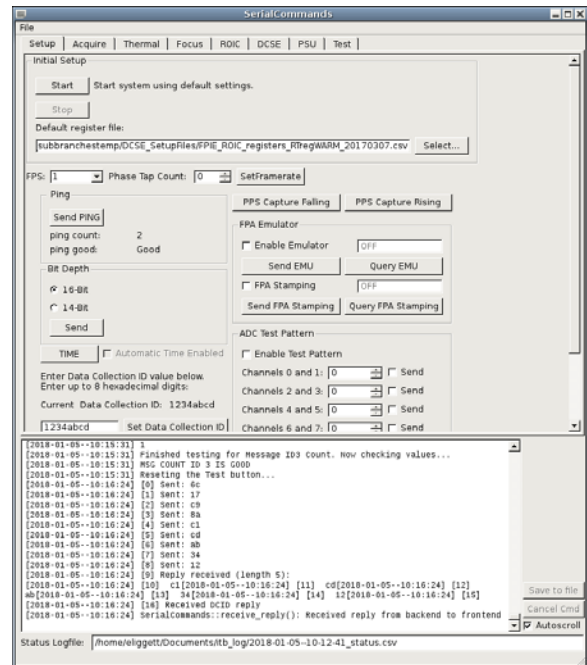 SerialCommands
File
Setup Acquire Thermal Focus ROIC DCSE PSU Test
Initial Setup
Start Start system using default settings.
Stop
Default register file:
subbranchestemp/DCSE_SetupFiles/FPIE_ROIC_registers_RTregWARM_20170307.csv Select...
FPS: 1 Phase Tap Count: 0 SetFramerate
Ping
Send PING
ping count: 2
ping good: Good
Bit Depth
16-Bit
14-Bit
Send
TIME Automatic Time Enabled
Enter Data Collection ID value below.
Enter up to 8 hexadecimal digits:
Current Data Collection ID: 1234abcd
1234abcd Set Data Collection ID
PPS Capture Falling PPS Capture Rising
FPA Emulator
Enable Emulator OFF
Send EMU Query EMU
FPA Stamping OFF
Send FPA Stamping Query FPA Stamping
ADC Test Pattern
Enable Test Pattern
Channels 0 and 1: 0 Send
Channels 2 and 3: 0 Send
Channels 4 and 5: 0 Send
Channels 6 and 7: 0 Send
[2018-01-05--10:15:31] 1
[2018-01-05--10:15:31] Finished testing for Message ID3 Count. Now checking values...
[2018-01-05--10:15:31] MSG COUNT ID 3 IS GOOD
[2018-01-05--10:15:31] Reseting the Test button...
[2018-01-05--10:16:24] [0] Sent: 6c
[2018-01-05--10:16:24] [1] Sent: 17
[2018-01-05--10:16:24] [2] Sent: c9
[2018-01-05--10:16:24] [3] Sent: 8a
[2018-01-05--10:16:24] [4] Sent: c1
[2018-01-05--10:16:24] [5] Sent: cd
[2018-01-05--10:16:24] [6] Sent: ab
[2018-01-05--10:16:24] [7] Sent: 34
[2018-01-05--10:16:24] [8] Sent: 12
[2018-01-05--10:16:24] [9] Reply received (length 5):
[2018-01-05--10:16:24] [10] c1[2018-01-05--10:16:24] [11] cd[2018-01-05--10:16:24] [12]
ab[2018-01-05--10:16:24] [13] 34[2018-01-05--10:16:24] [14] 12[2018-01-05--10:16:24] [15]
[2018-01-05--10:16:24] [16] Received DCID reply
[2018-01-05--10:16:24] SerialCommands::receive_reply(): Received reply from backend to frontend
Save to file
Cancel Cmd
Autoscroll
Status Logfile: /home/eliggett/Documents/itb_log/2018-01-05--10-12-41_status.csv